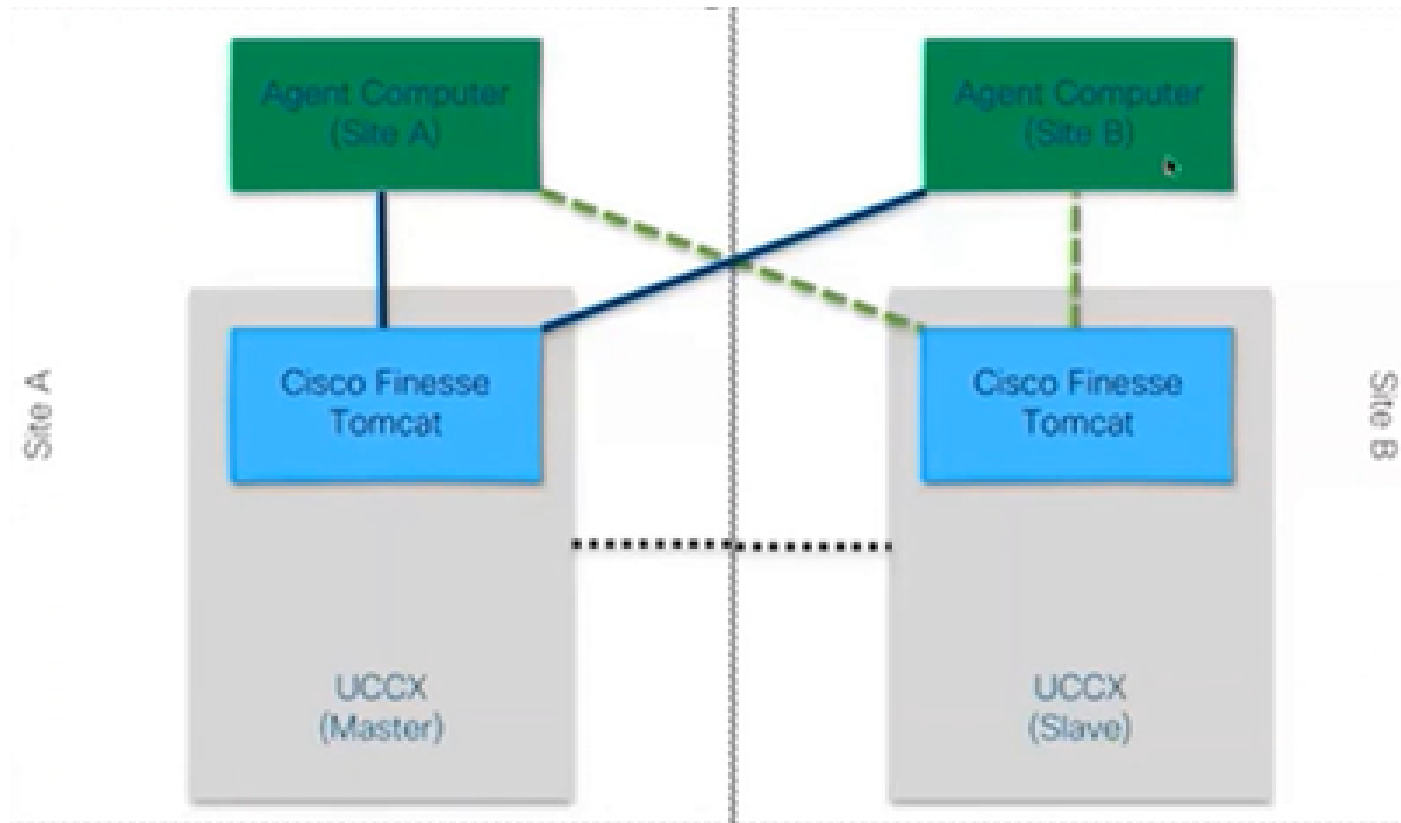 Agent Computer
(Site A)
Agent Computer
(Site B)
Site A
Cisco Finesse
Tomcat
Cisco Finesse
Tomcat
Site B
UCCX
(Master)
UCCX
(Slave)